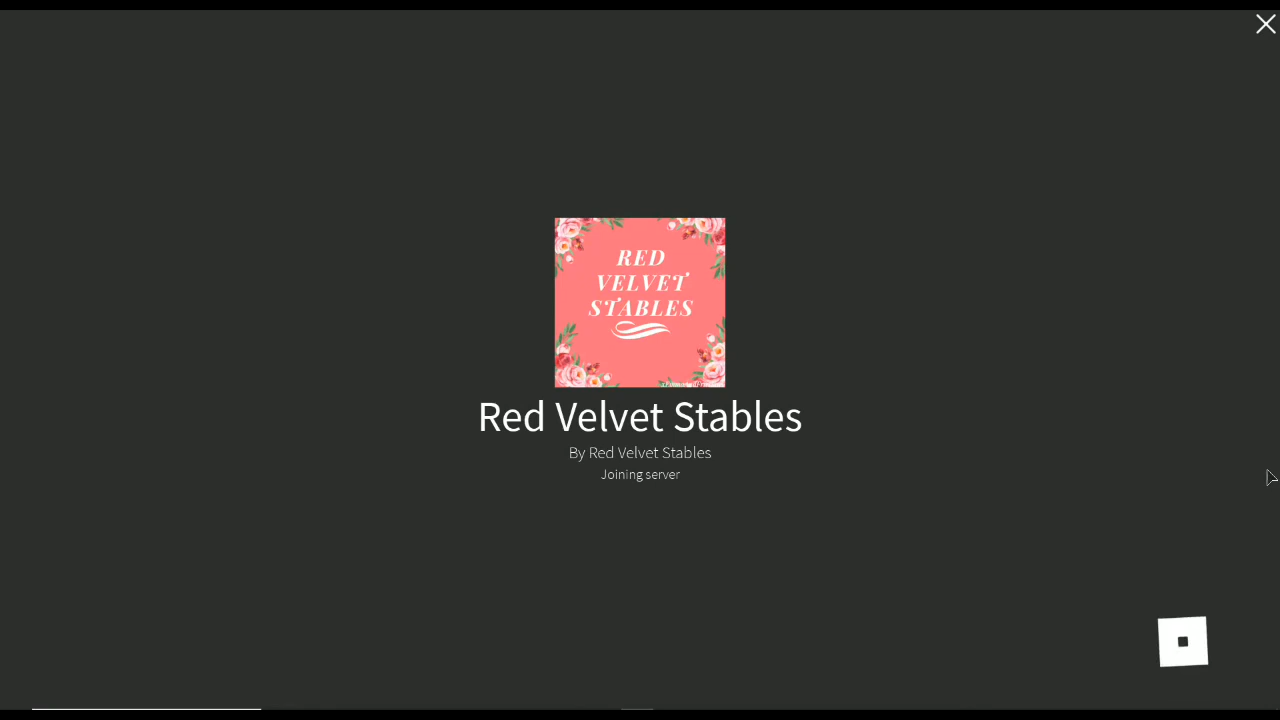 RED
VELVET
STABLES
Red Velvet Stables
By Red Velvet Stables
Joining server